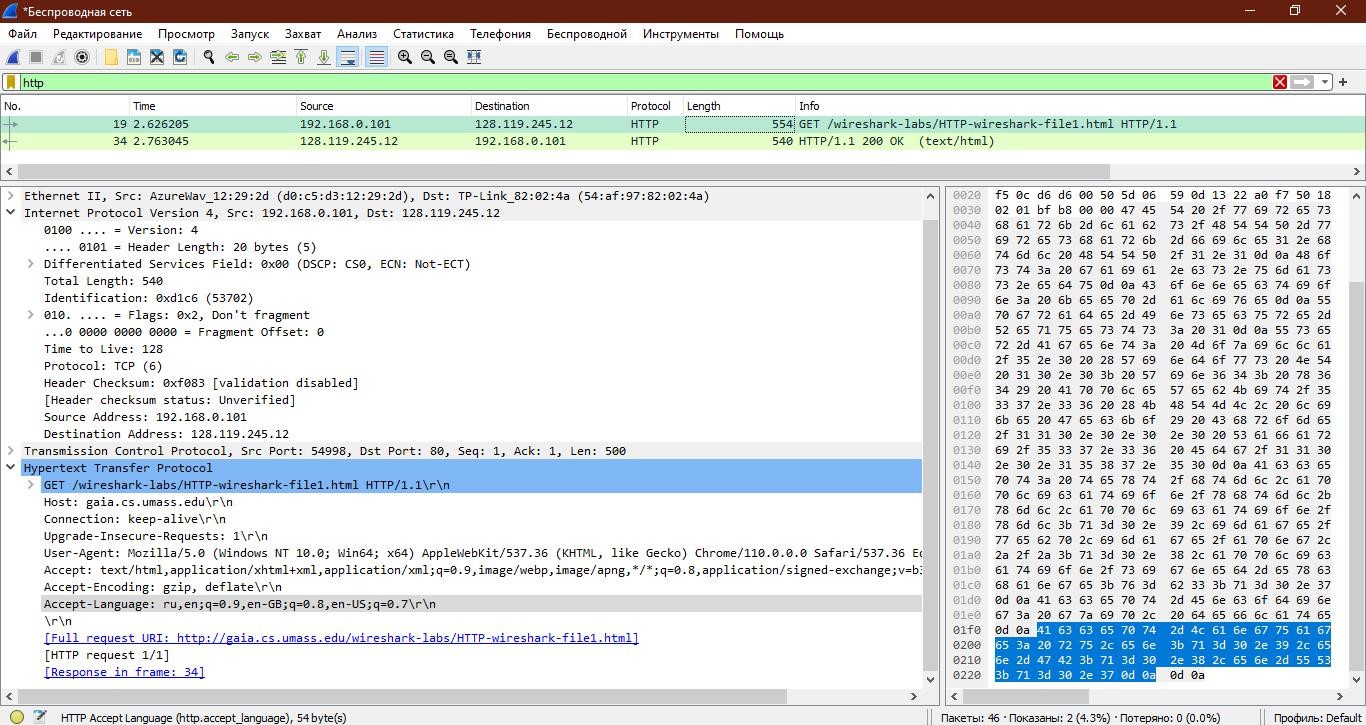 *Беспроводная сеть
Файл Редактирование Просмотр Запуск Захват Анализ Статистика Телефония Беспроводной Инструменты Помощь
http
No. Time Source Destination Protocol Length Info
19 2.626205 192.168.0.101 128.119.245.12 HTTP 554 GET /wireshark-labs/HTTP-wireshark-file1.html HTTP/1.1
34 2.763045 128.119.245.12 192.168.0.101 HTTP 540 HTTP/1.1 200 OK (text/html)
Ethernet II, Src: AzureWav_12:29:2d (d0:c5:d3:12:29:2d), Dst: TP-Link_82:02:4a (54:af:97:82:02:4a)
Internet Protocol Version 4, Src: 192.168.0.101, Dst: 128.119.245.12
0100 .... = Version: 4
.... 0101 = Header Length: 20 bytes (5)
Differentiated Services Field: 0x00 (DSCP: CS0, ECN: Not-ECT)
Total Length: 540
Identification: 0xd1c6 (53702)
010. .... = Flags: 0x2, Don't fragment
...0 0000 0000 0000 = Fragment Offset: 0
Time to Live: 128
Protocol: TCP (6)
Header Checksum: 0xf083 [validation disabled]
[Header checksum status: Unverified]
Source Address: 192.168.0.101
Destination Address: 128.119.245.12
Transmission Control Protocol, Src Port: 54998, Dst Port: 80, Seq: 1, Ack: 1, Len: 500
Hypertext Transfer Protocol
GET /wireshark-labs/HTTP-wireshark-file1.html HTTP/1.1\r\n
Host: gaia.cs.umass.edu\r\n
Connection: keep-alive\r\n
Upgrade-Insecure-Requests: 1\r\n
User-Agent: Mozilla/5.0 (Windows NT 10.0; Win64; x64) AppleWebKit/537.36 (KHTML, like Gecko) Chrome/110.0.0.0 Safari/537.36 Ed
Accept: text/html,application/xhtml+xml,application/xml;q=0.9,image/webp,image/apng,*/*;q=0.8,application/signed-exchange;v=b3
Accept-Encoding: gzip, deflate\r\n
Accept-Language: ru,en;q=0.9,en-GB;q=0.8,en-US;q=0.7\r\n
\r\n
[Full request URI: http://gaia.cs.umass.edu/wireshark-labs/HTTP-wireshark-file1.html]
[HTTP request 1/1]
[Response in frame: 34]
0020 f5 0c d6 d6 00 50 5d 06 59 0d 13 22 a0 f7 50 18
0030 02 01 bf b8 00 00 47 45 54 20 2f 77 69 72 65 73
0040 68 61 72 6b 2d 6c 61 62 73 2f 48 54 54 50 2d 77
0050 69 72 65 73 68 61 72 6b 2d 66 69 6c 65 31 2e 68
0060 74 6d 6c 20 48 54 54 50 2f 31 2e 31 0d 0a 48 6f
0070 73 74 3a 20 67 61 69 61 2e 63 73 2e 75 6d 61 73
0080 73 2e 65 64 75 0d 0a 43 6f 6e 6e 65 63 74 69 6f
0090 6e 3a 20 6b 65 65 70 2d 61 6c 69 76 65 0d 0a 55
00a0 70 67 72 61 64 65 2d 49 6e 73 65 63 75 72 65 2d
00b0 52 65 71 75 65 73 74 73 3a 20 31 0d 0a 55 73 65
00c0 72 2d 41 67 65 6e 74 3a 20 4d 6f 7a 69 6c 6c 61
00d0 2f 35 2e 30 20 28 57 69 6e 64 6f 77 73 20 4e 54
00e0 20 31 30 2e 30 3b 20 57 69 6e 36 34 3b 20 78 36
00f0 34 29 20 41 70 70 6c 65 57 65 62 4b 69 74 2f 35
0100 33 37 2e 33 36 20 28 4b 48 54 4d 4c 2c 20 6c 69
0110 6b 65 20 47 65 63 6b 6f 29 20 43 68 72 6f 6d 65
0120 2f 31 31 30 2e 30 2e 30 2e 30 20 53 61 66 61 72
0130 69 2f 35 33 37 2e 33 36 20 45 64 67 2f 31 31 30
0140 2e 30 2e 31 35 38 37 2e 35 30 0d 0a 41 63 63 65
0150 70 74 3a 20 74 65 78 74 2f 68 74 6d 6c 2c 61 70
0160 70 6c 69 63 61 74 69 6f 6e 2f 78 68 74 6d 6c 2b
0170 78 6d 6c 2c 61 70 70 6c 69 63 61 74 69 6f 6e 2f
0180 78 6d 6c 3b 71 3d 30 2e 39 2c 69 6d 61 67 65 2f
0190 77 65 62 70 2c 69 6d 61 67 65 2f 61 70 6e 67 2c
01a0 2a 2f 2a 3b 71 3d 30 2e 38 2c 61 70 70 6c 69 63
01b0 61 74 69 6f 6e 2f 73 69 67 6e 65 64 2d 65 78 63
01c0 68 61 6e 67 65 3b 76 3d 62 33 3b 71 3d 30 2e 37
01d0 0d 0a 41 63 63 65 70 74 2d 45 6e 63 6f 64 69 6e
01e0 67 3a 20 67 7a 69 70 2c 20 64 65 66 6c 61 74 65
01f0 0d 0a 41 63 63 65 70 74 2d 4c 61 6e 67 75 61 67
0200 65 3a 20 72 75 2c 65 6e 3b 71 3d 30 2e 39 2c 65
0210 6e 2d 47 42 3b 71 3d 30 2e 38 2c 65 6e 2d 55 53
0220 3b 71 3d 30 2e 37 0d 0a 0d 0a
HTTP Accept Language (http.accept_language), 54 byte(s)
Пакеты: 46 · Показаны: 2 (4.3%) · Потеряно: 0 (0.0%)
Профиль: Default